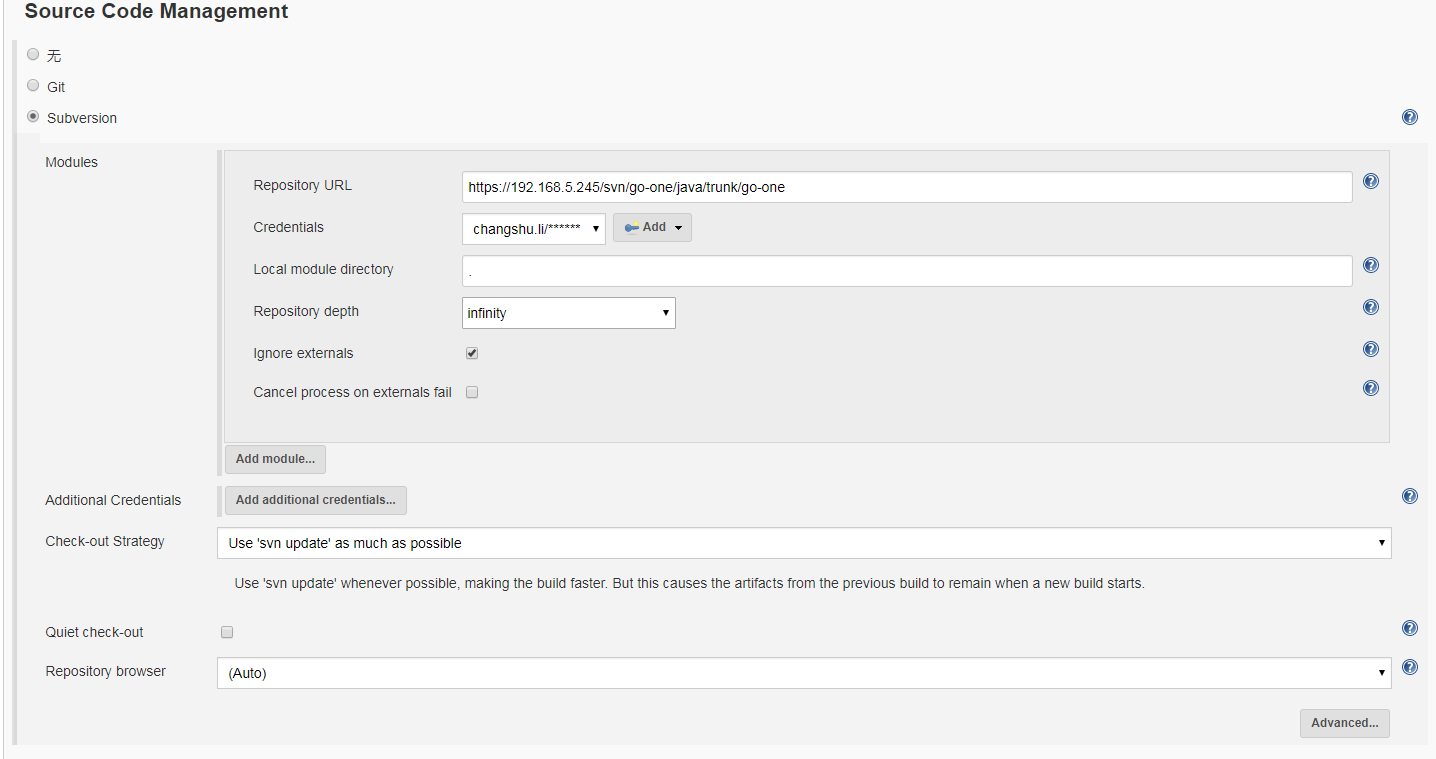 Source Code Management
无
Git
Subversion
Modules
Repository URL
https://192.168.5.245/svn/go-one/java/trunk/go-one
Credentials
changshu.li/******
Add
Local module directory
.
Repository depth
infinity
Ignore externals
Cancel process on externals fail
Add module...
Additional Credentials
Add additional credentials...
Check-out Strategy
Use 'svn update' as much as possible
Use 'svn update' whenever possible, making the build faster. But this causes the artifacts from the previous build to remain when a new build starts.
Quiet check-out
Repository browser
(Auto)
Advanced...